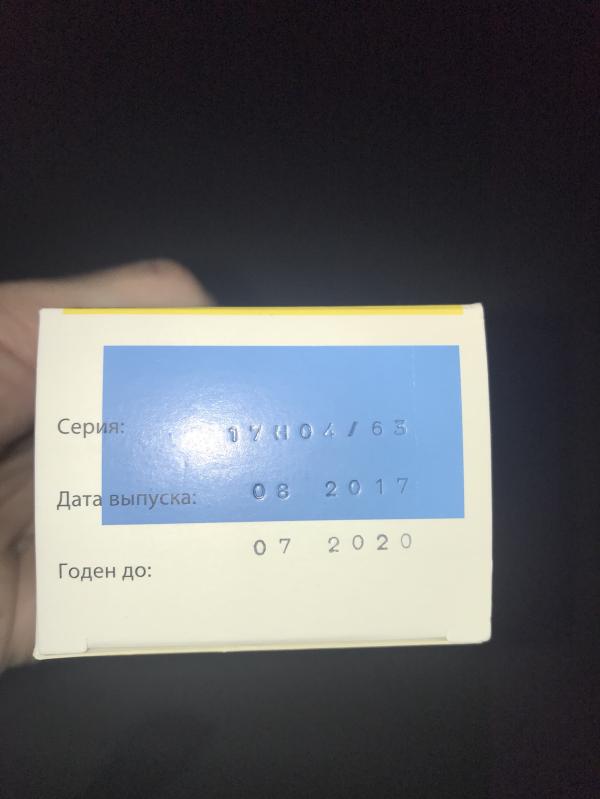 Серия: 17H04/63
Дата выпуска: 08 2017
Годен до: 07 2020